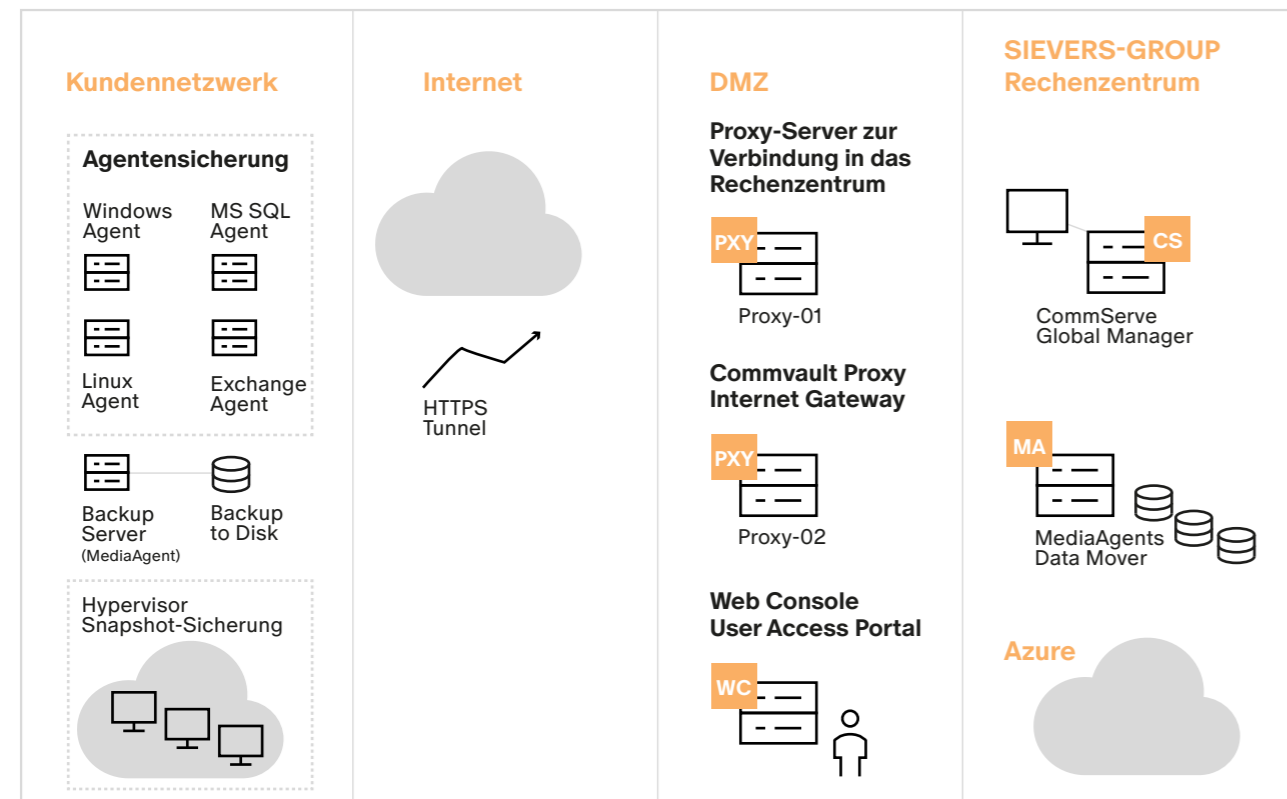 Kundennetzwerk
Agentensicherung
Windows
Agent
MS SQL
Agent
Linux
Agent
Exchange
Agent
Backup
Server
(MediaAgent)
Backup
to Disk
Hypervisor
Snapshot-Sicherung
Internet
HTTPS
Tunnel
DMZ
Proxy-Server zur
Verbindung in das
Rechenzentrum
PXY
Proxy-01
Commvault Proxy
Internet Gateway
PXY
Proxy-02
Web Console
User Access Portal
WC
SIEVERS-GROUP
Rechenzentrum
CS
CommServe
Global Manager
MA
MediaAgents
Data Mover
Azure